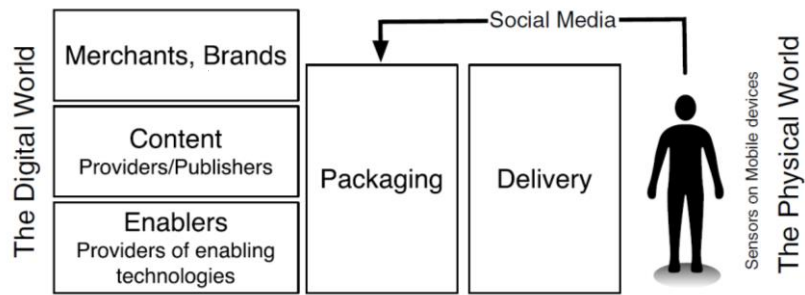 The Digital World
Merchants, Brands
Content
Providers/Publishers
Enablers
Providers of enabling
technologies
Packaging
Delivery
Social Media
Sensors on Mobile devices
The Physical World